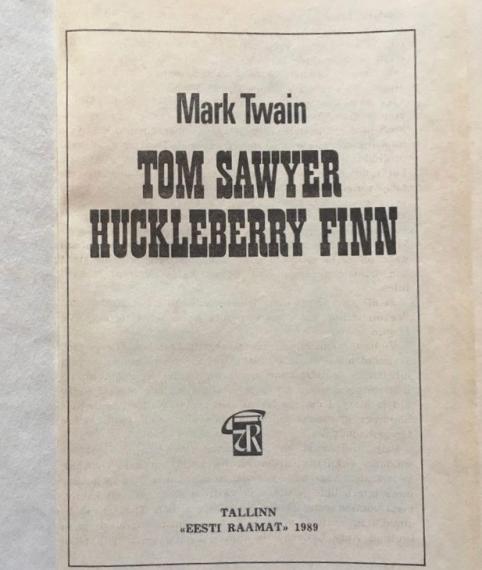 Mark Twain
TOM SAWYER
HUCKLEBERRY FINN
TALLINN
«EESTI RAAMAT» 1989